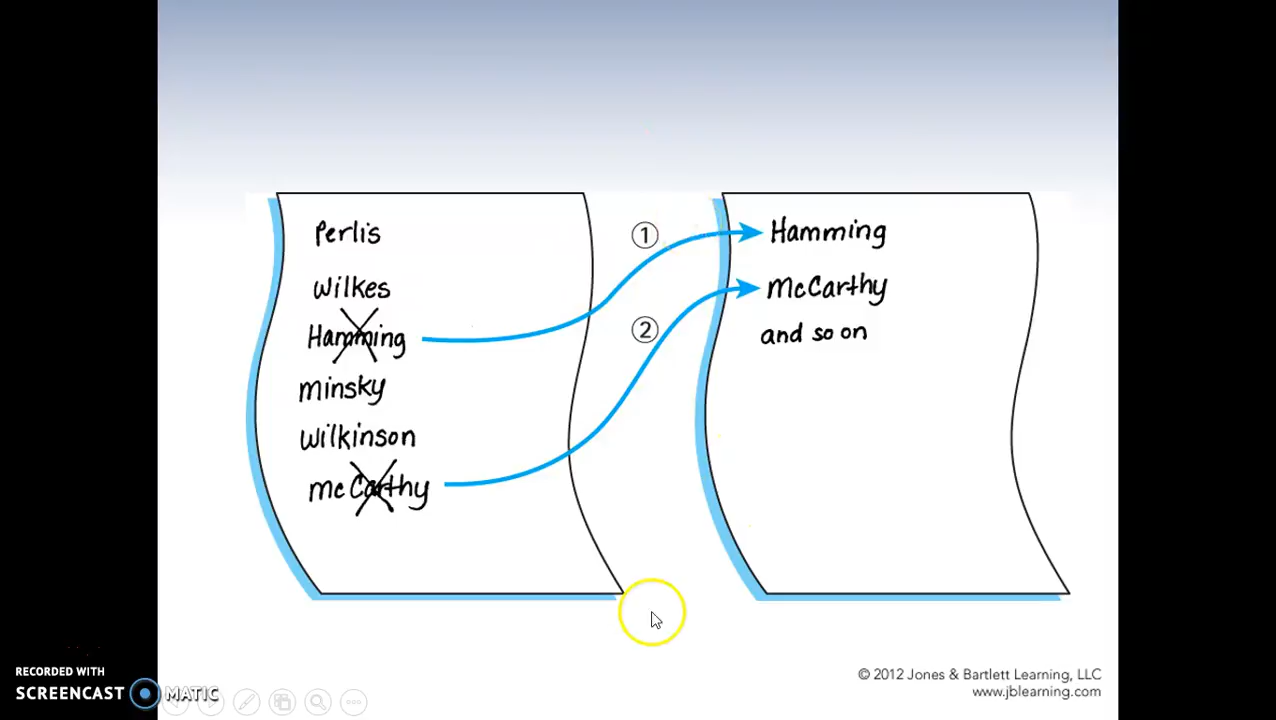 Perlis
Wilkes
Hamming
Minsky
Wilkinson
McCarthy
①
②
Hamming
McCarthy
and so on
© 2012 Jones & Bartlett Learning, LLC
www.jblearning.com
RECORDED WITH
SCREENCAST MATIC